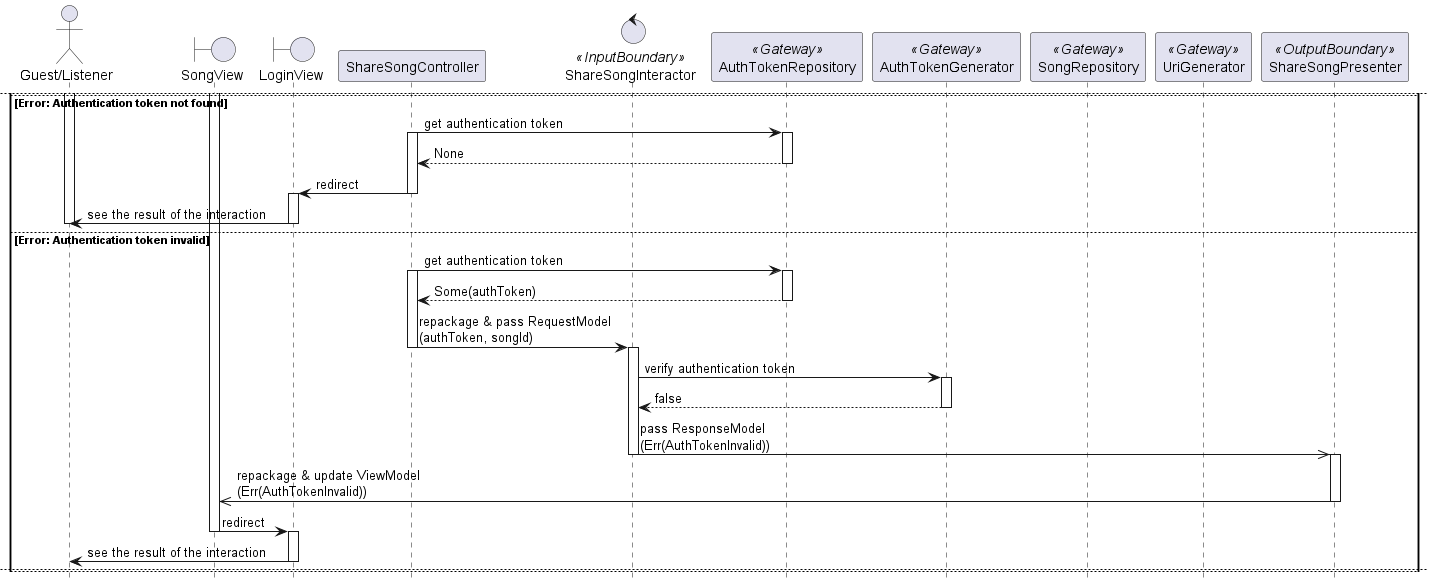 Guest/Listener
SongView
LoginView
ShareSongController
«InputBoundary»
ShareSongInteractor
«Gateway»
AuthTokenRepository
«Gateway»
AuthTokenGenerator
«Gateway»
SongRepository
«Gateway»
UriGenerator
«OutputBoundary»
ShareSongPresenter
[Error: Authentication token not found]
get authentication token
None
redirect
see the result of the interaction
[Error: Authentication token invalid]
get authentication token
Some(authToken)
repackage & pass RequestModel
(authToken, songId)
verify authentication token
false
pass ResponseModel
(Err(AuthTokenInvalid))
repackage & update ViewModel
(Err(AuthTokenInvalid))
redirect
see the result of the interaction